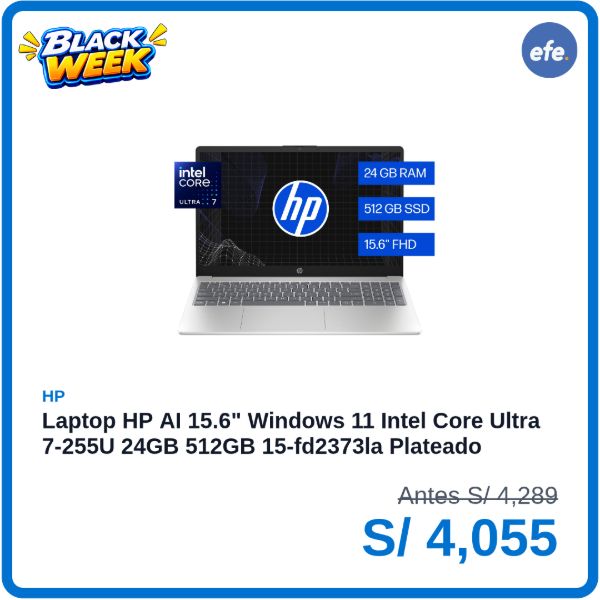 BLACK
WEEK
efe.
intel
CORE
ULTRA 7
hp
24 GB RAM
512 GB SSD
15.6" FHD
HP
Laptop HP AI 15.6" Windows 11 Intel Core Ultra
7-255U 24GB 512GB 15-fd2373la Plateado
Antes S/ 4,289
S/ 4,055